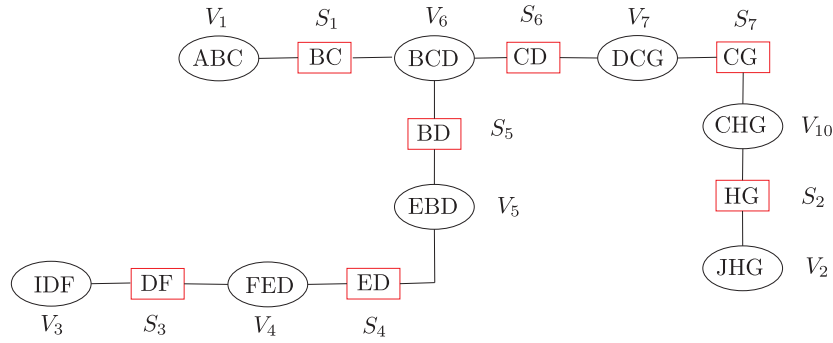 V1 S1 V6 S6 V7 S7
ABC BC BCD CD DCG CG
BD S5 CHG V10
EBD V5 HG S2
IDF DF FED ED JHG V2
V3 S3 V4 S4